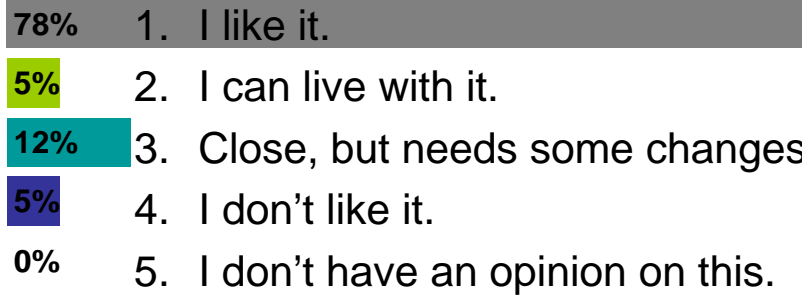 78% 1. I like it.
5% 2. I can live with it.
12% 3. Close, but needs some changes
5% 4. I don’t like it.
0% 5. I don’t have an opinion on this.